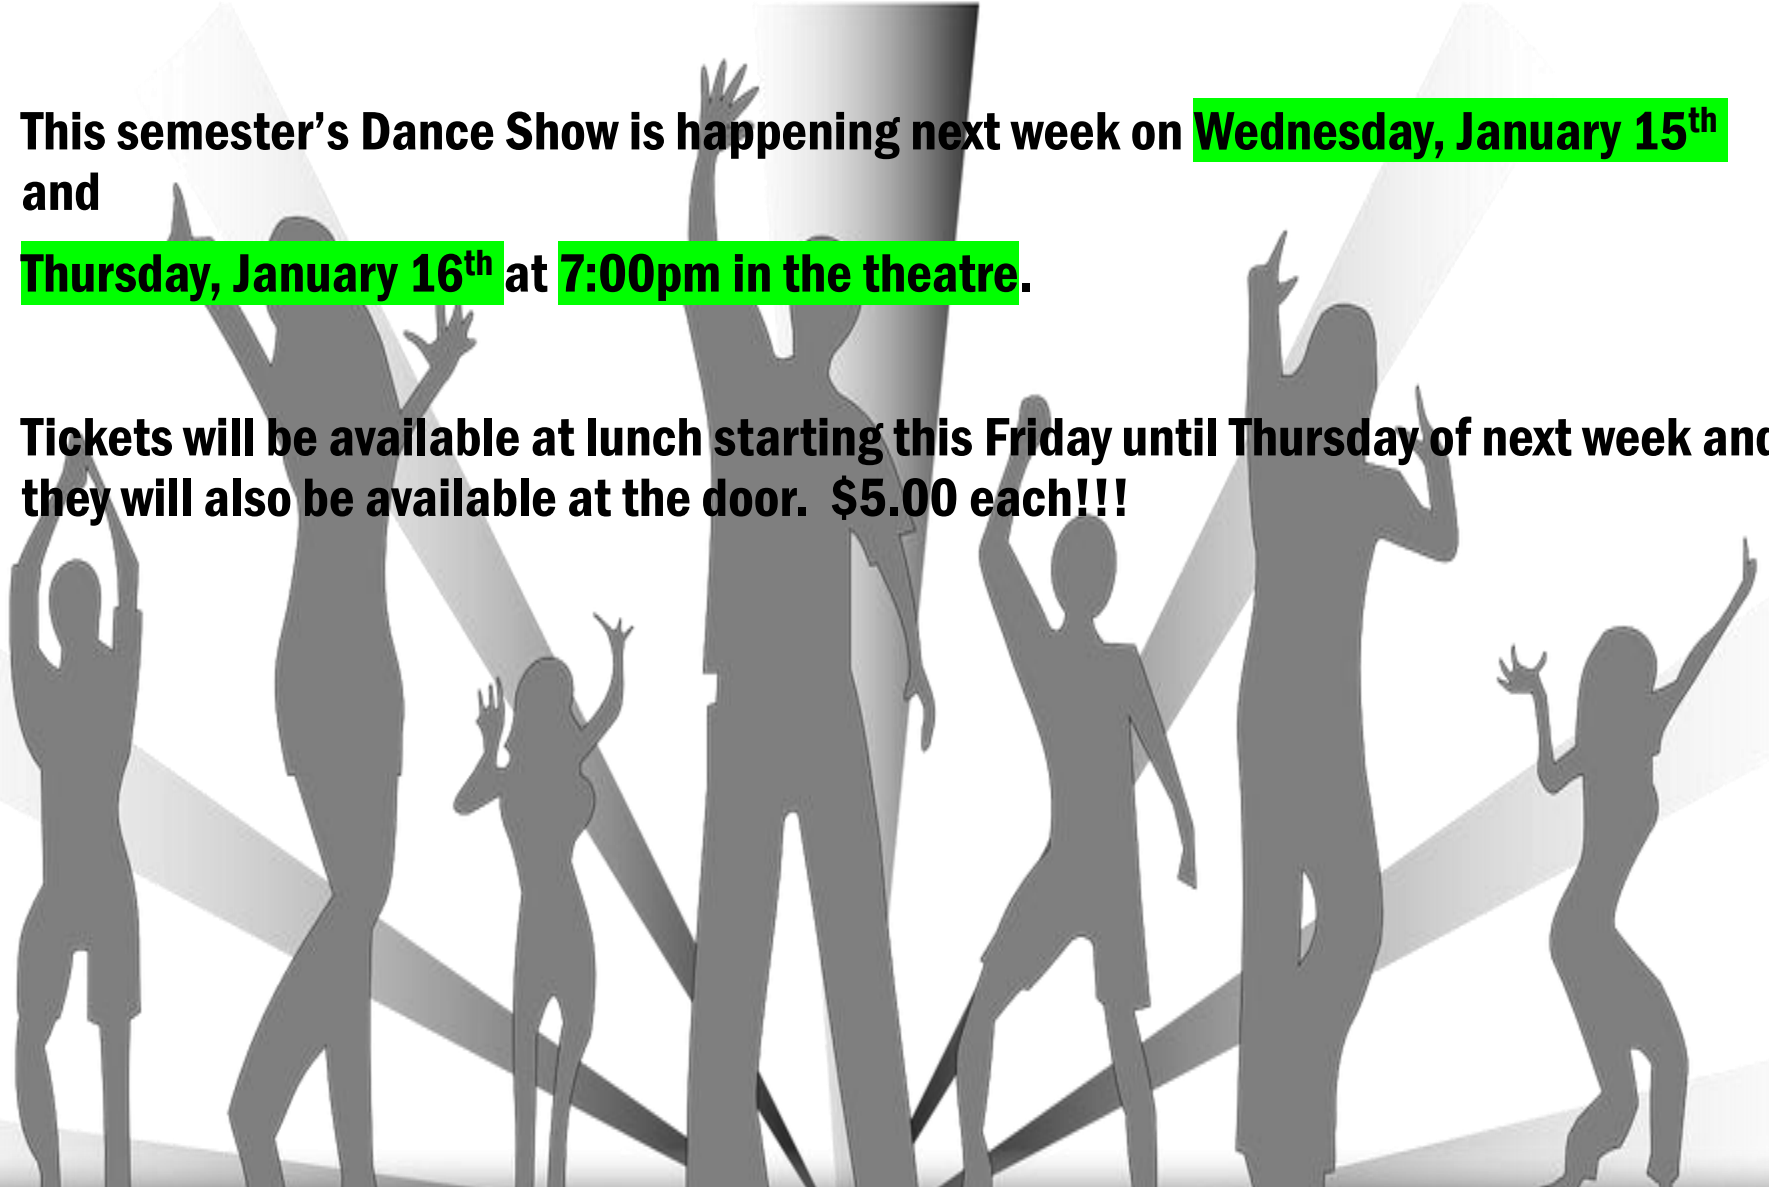 This semester’s Dance Show is happening next week on Wednesday, January 15th
and
Thursday, January 16th at 7:00pm in the theatre.
Tickets will be available at lunch starting this Friday until Thursday of next week and
they will also be available at the door.  $5.00 each!!!